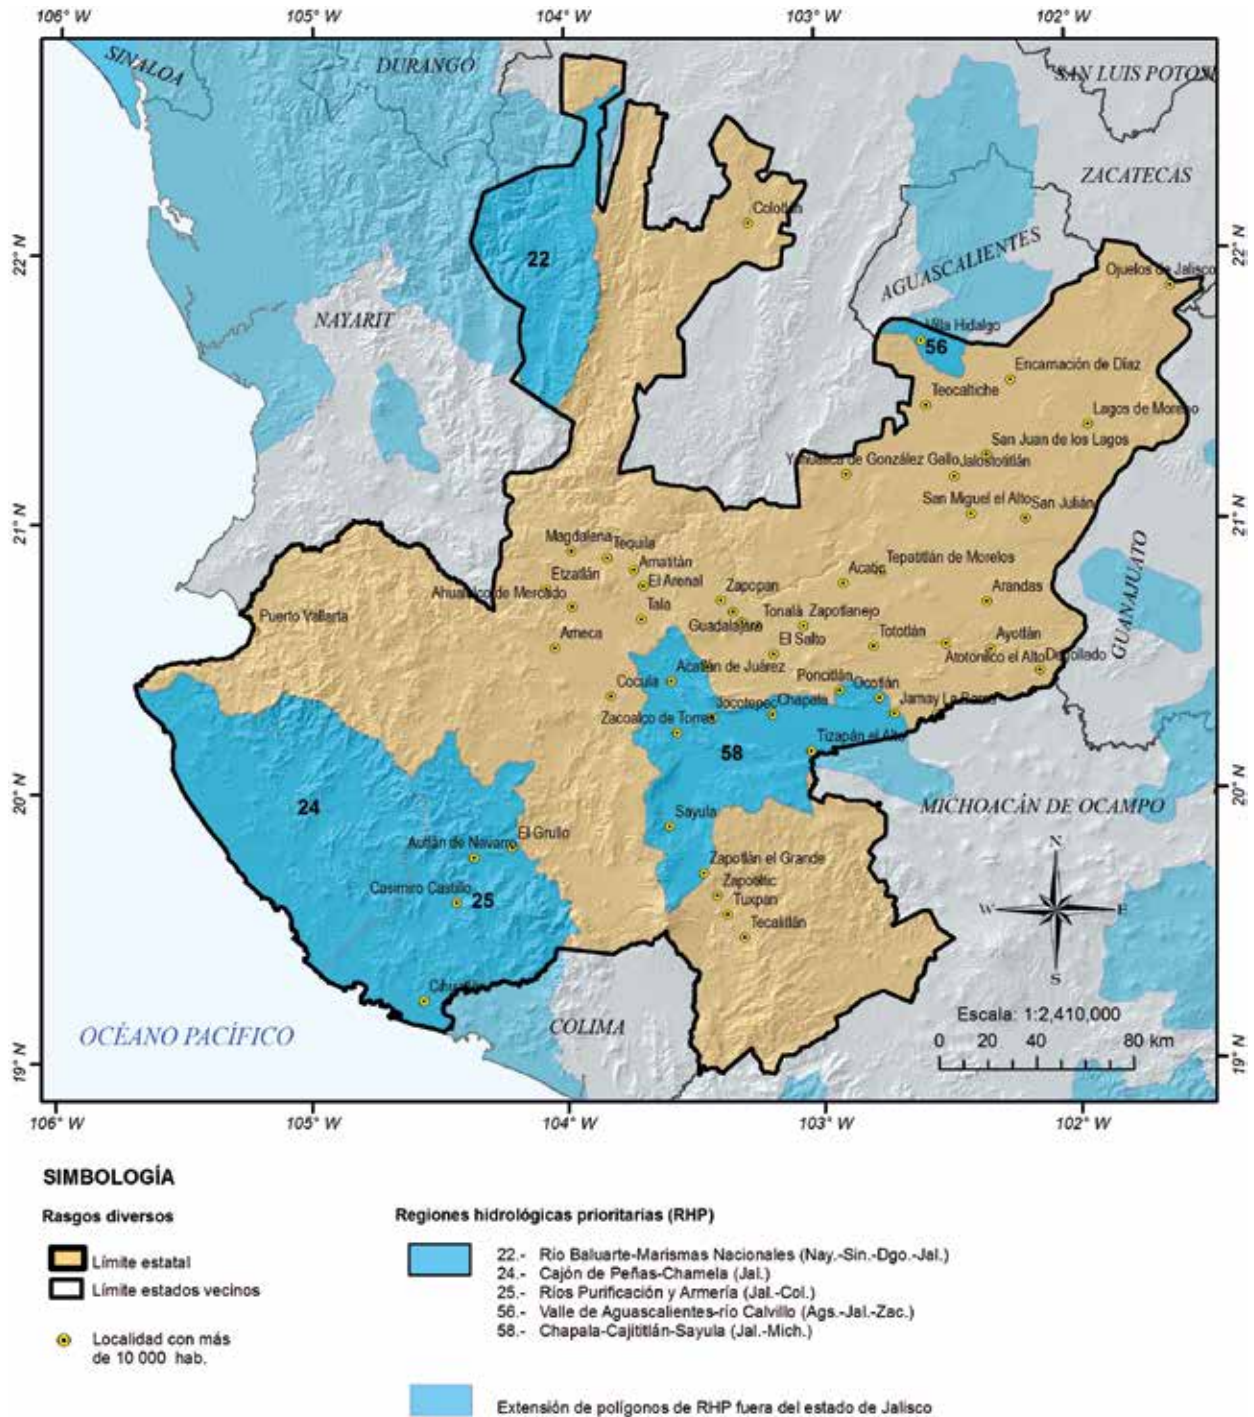 106° W 105° W 104° W 103° W 102° W
SINALOA
DURANGO
SAN LUIS POTOSÍ
ZACATECAS
Colotlán
22° N
22
22° N
AGUASCALIENTES
Ojuelos de Jalisco
NAYARIT
Villa Hidalgo
56
Encarnación de Díaz
Teocaltiche
Lagos de Moreno
San Juan de los Lagos
Yahualica de González Gallo
Jalostotitlán
San Miguel el Alto
San Julián
21° N
21° N
Magdalena
Tequila
Amatitán
Tepatitlán de Morelos
Acatic
Etzatlán
El Arenal
Ahualulco de Mercado
Zapopan
Arandas
GUANAJUATO
Puerto Vallarta
Tala
Tonalá
Zapotlanejo
Guadalajara
Ameca
El Salto
Tototlán
Ayotlán
Atotonilco el Alto
Degollado
Acatlán de Juárez
Cocula
Poncitlán
Ocotlán
Jocotepec
Chapala
Jamay
La Barca
Zacoalco de Torres
Tizapán el Alto
58
20° N
24
20° N
MICHOACÁN DE OCAMPO
Sayula
El Grullo
Autlán de Navarro
Zapotlán el Grande
Casimiro Castillo
25
Zapotiltic
Tuxpan
Tecalitlán
N
W
E
S
Cihuatlán
COLIMA
OCÉANO PACÍFICO
Escala: 1:2,410,000
0 20 40 80 km
19° N
19° N
106° W 105° W 104° W 103° W 102° W
SIMBOLOGÍA
Rasgos diversos
Límite estatal
Límite estados vecinos
Localidad con más
de 10 000 hab.
Regiones hidrológicas prioritarias (RHP)
22.- Río Baluarte-Marismas Nacionales (Nay.-Sin.-Dgo.-Jal.)
24.- Cajón de Peñas-Chamela (Jal.)
25.- Ríos Purificación y Armería (Jal.-Col.)
56.- Valle de Aguascalientes-río Calvillo (Ags.-Jal.-Zac.)
58.- Chapala-Cajititlán-Sayula (Jal.-Mich.)
Extensión de polígonos de RHP fuera del estado de Jalisco